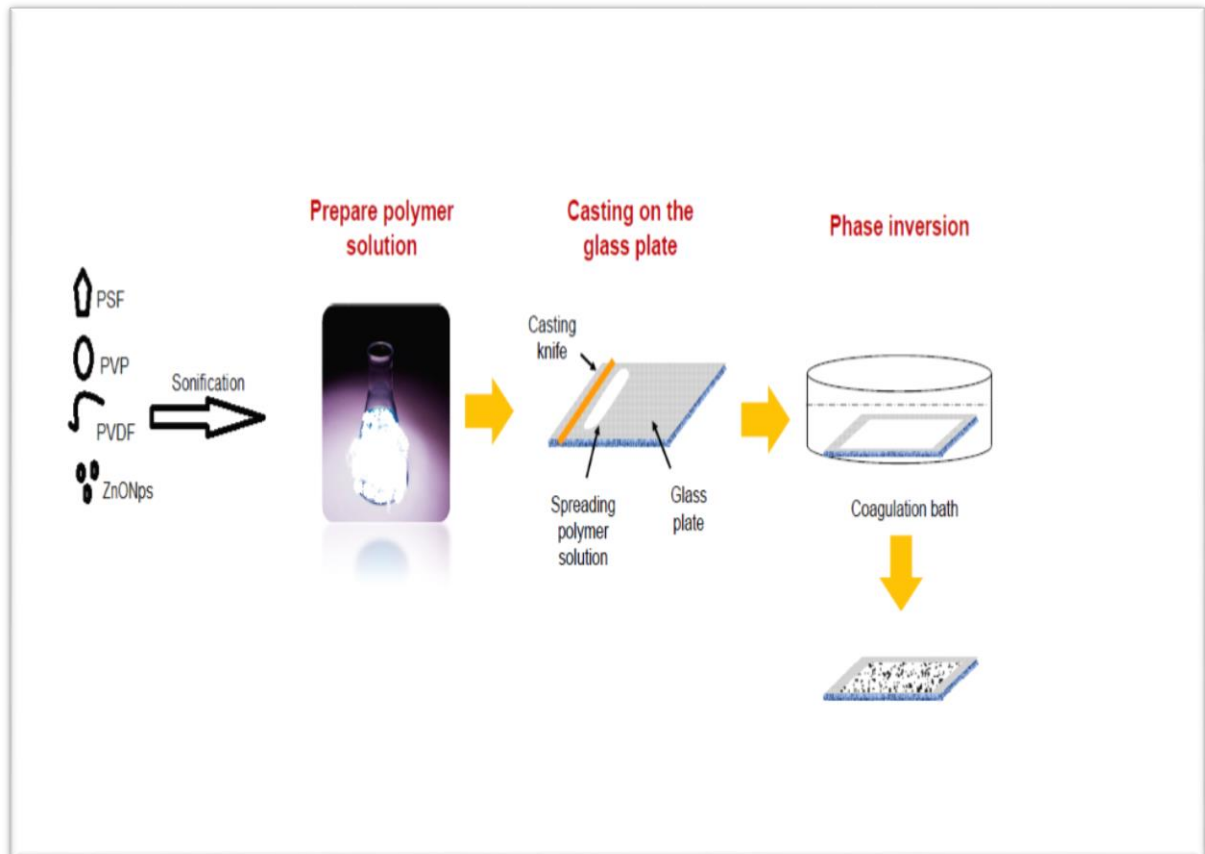 Prepare polymer
solution
Casting on the
glass plate
Phase inversion
PSF
PVP
PVDF
ZnONps
Sonification
Casting
knife
Spreading
polymer
solution
Glass
plate
Coagulation bath